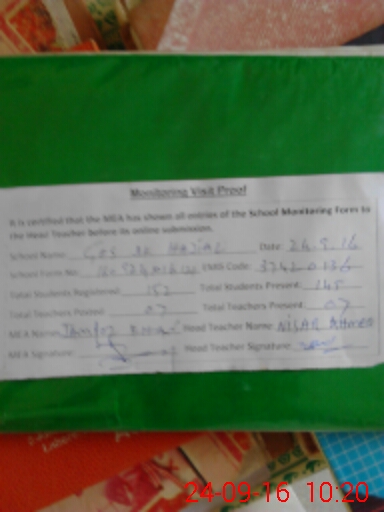 Monitoring Visit Proof
It is certified that the MEA has shown all entries of the School Monitoring Form to
the Head Teacher before its online submission.
School Name: Date: 24.9.16
School Form No: EMIS Code:
Total Students Registered: 152 Total Students Present: 145
Total Teachers Posted: 07 Total Teachers Present: 07
MEA Name: Head Teacher Name: NISAR Ahmed
MEA Signature: Head Teacher Signature:
24-09-16 10:20